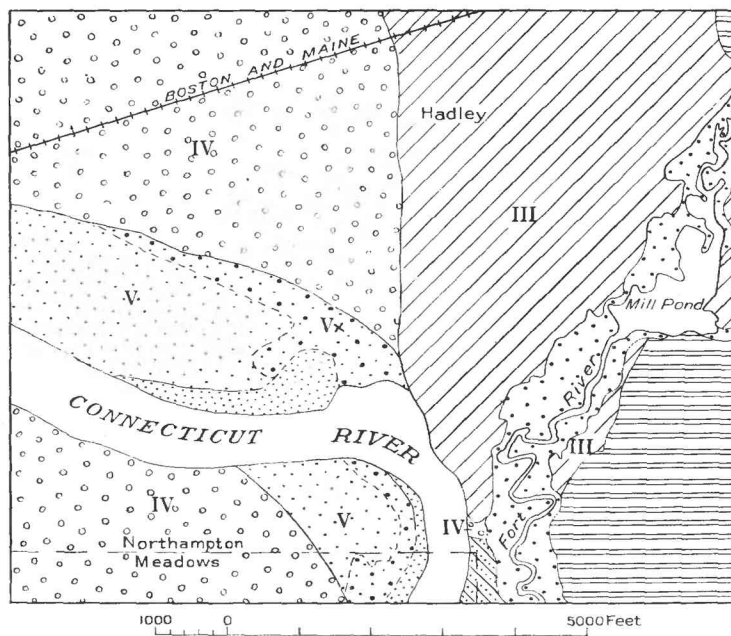 BOSTON AND MAINE
Hadley
IV
III
V
Vx
Mill Pond
CONNECTICUT RIVER
River
III
IV
V
IV
Fort
Northampton
Meadows
1000 0 5000 Feet